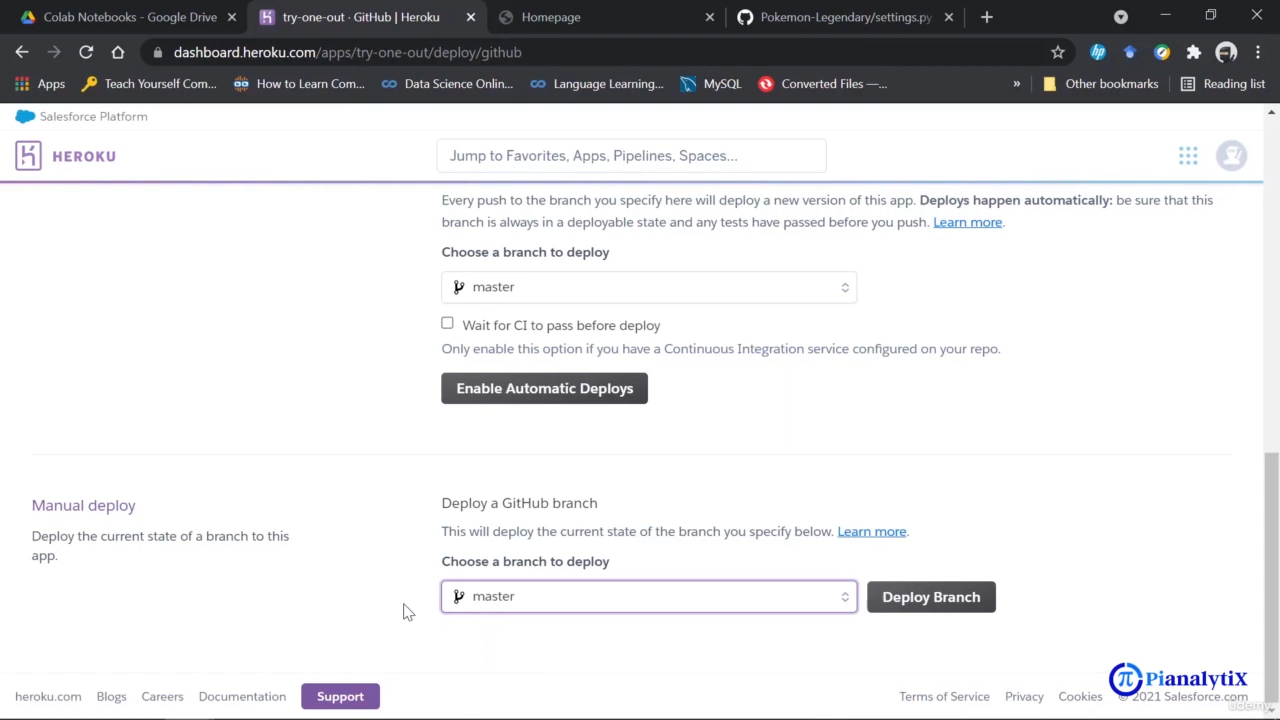 Colab Notebooks - Google Drive
try-one-out · GitHub | Heroku
Homepage
Pokemon-Legendary/settings.py
dashboard.heroku.com/apps/try-one-out/deploy/github
Apps
Teach Yourself Com...
How to Learn Com...
Data Science Onlin...
Language Learning...
MySQL
Converted Files —...
»
Other bookmarks
Reading list
Salesforce Platform
HEROKU
Jump to Favorites, Apps, Pipelines, Spaces...
Every push to the branch you specify here will deploy a new version of this app. Deploys happen automatically: be sure that this
branch is always in a deployable state and any tests have passed before you push. Learn more.
Choose a branch to deploy
master
Wait for CI to pass before deploy
Only enable this option if you have a Continuous Integration service configured on your repo.
Enable Automatic Deploys
Manual deploy
Deploy the current state of a branch to this
app.
Deploy a GitHub branch
This will deploy the current state of the branch you specify below. Learn more.
Choose a branch to deploy
master
Deploy Branch
PianalytiX
heroku.com
Blogs
Careers
Documentation
Support
Terms of Service
Privacy
Cookies
© 2021 Salesforce.com
udemy